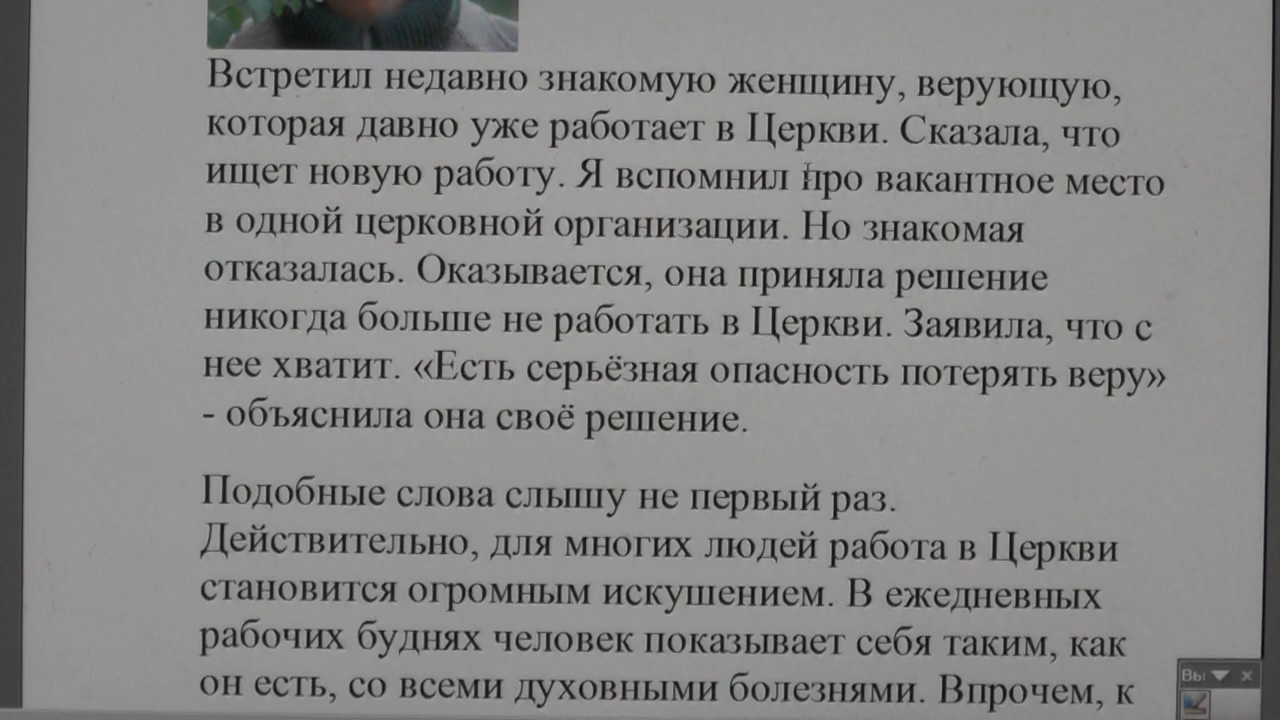 Встретил недавно знакомую женщину, верующую,
которая давно уже работает в Церкви. Сказала, что
ищет новую работу. Я вспомнил про вакантное место
в одной церковной организации. Но знакомая
отказалась. Оказывается, она приняла решение
никогда больше не работать в Церкви. Заявила, что с
нее хватит. «Есть серьёзная опасность потерять веру»
- объяснила она своё решение.
Подобные слова слышу не первый раз.
Действительно, для многих людей работа в Церкви
становится огромным искушением. В ежедневных
рабочих буднях человек показывает себя таким, как
он есть, со всеми духовными болезнями. Впрочем, к
Вы